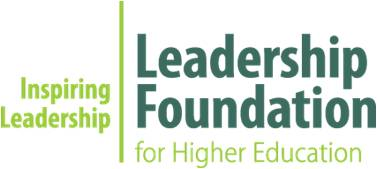 Inspiring
Leadership
Leadership
Foundation
for Higher Education